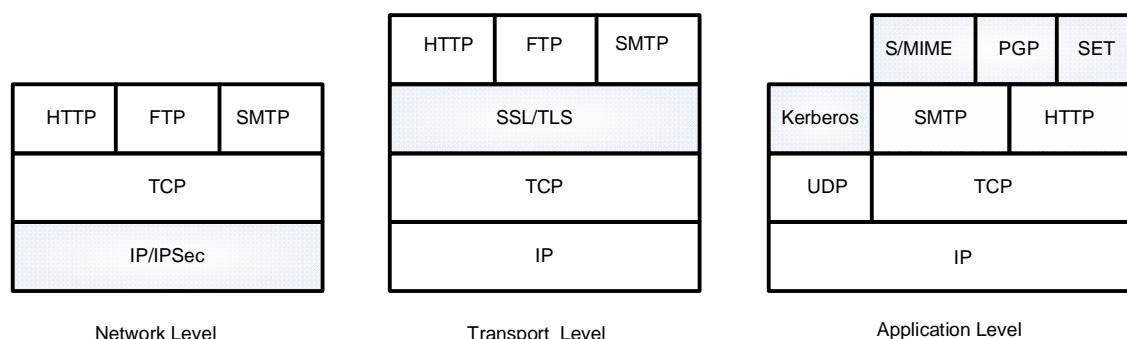 HTTP FTP SMTP
TCP
IP/IPSec
Network Level
HTTP FTP SMTP
SSL/TLS
TCP
IP
Transport Level
S/MIME PGP SET
Kerberos SMTP HTTP
UDP TCP
IP
Application Level